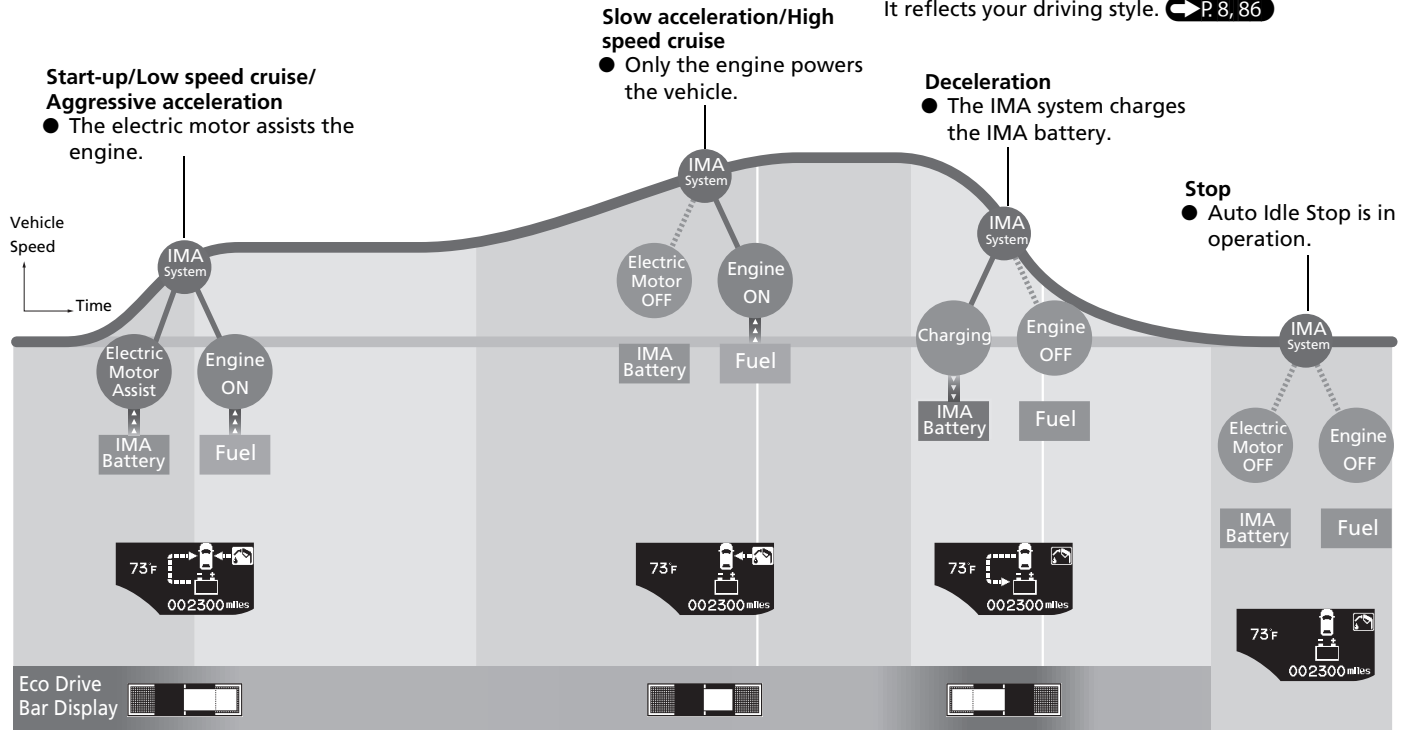 It reflects your driving style. P. 8, 86
Slow acceleration/High
speed cruise
● Only the engine powers
the vehicle.
Start-up/Low speed cruise/
Aggressive acceleration
● The electric motor assists the
engine.
Deceleration
● The IMA system charges
the IMA battery.
Stop
● Auto Idle Stop is in
operation.
Vehicle
Speed
Time
IMA
System
Electric
Motor
Assist
Engine
ON
IMA
Battery
Fuel
IMA
System
Electric
Motor
OFF
Engine
ON
IMA
Battery
Fuel
IMA
System
Charging
Engine
OFF
IMA
Battery
Fuel
IMA
System
Electric
Motor
OFF
Engine
OFF
IMA
Battery
Fuel
73°F
002300 miles
73°F
002300 miles
73°F
002300 miles
73°F
002300 miles
Eco Drive
Bar Display